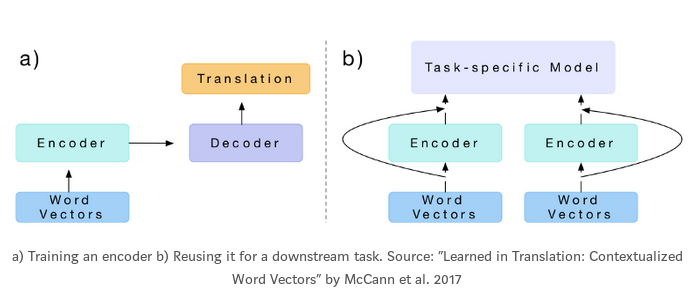 a)
Translation
Encoder
Decoder
Word
Vectors
b)
Task-specific Model
Encoder
Encoder
Word
Vectors
Word
Vectors
a) Training an encoder b) Reusing it for a downstream task. Source: "Learned in Translation: Contextualized
Word Vectors" by McCann et al. 2017